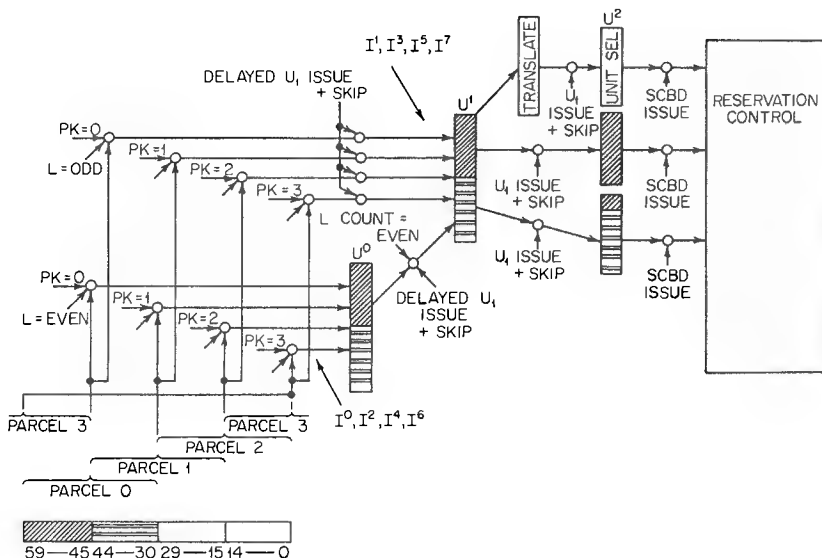 I¹, I³, I⁵, I⁷
U²
DELAYED U₁ ISSUE
+ SKIP
TRANSLATE
UNIT SEL
U¹
U₁
ISSUE
+ SKIP
SCBD
ISSUE
RESERVATION
CONTROL
PK=0
L=ODD
PK=1
PK=2
PK=3
L COUNT =
EVEN
U₁ ISSUE
+ SKIP
SCBD
ISSUE
U⁰
U₁ ISSUE
+ SKIP
SCBD
ISSUE
DELAYED U₁
ISSUE
+ SKIP
PK=0
L=EVEN
PK=1
PK=2
PK=3
I⁰, I², I⁴, I⁶
PARCEL 3
PARCEL 3
PARCEL 2
PARCEL 1
PARCEL 0
59—45 44—30 29—15 14—0